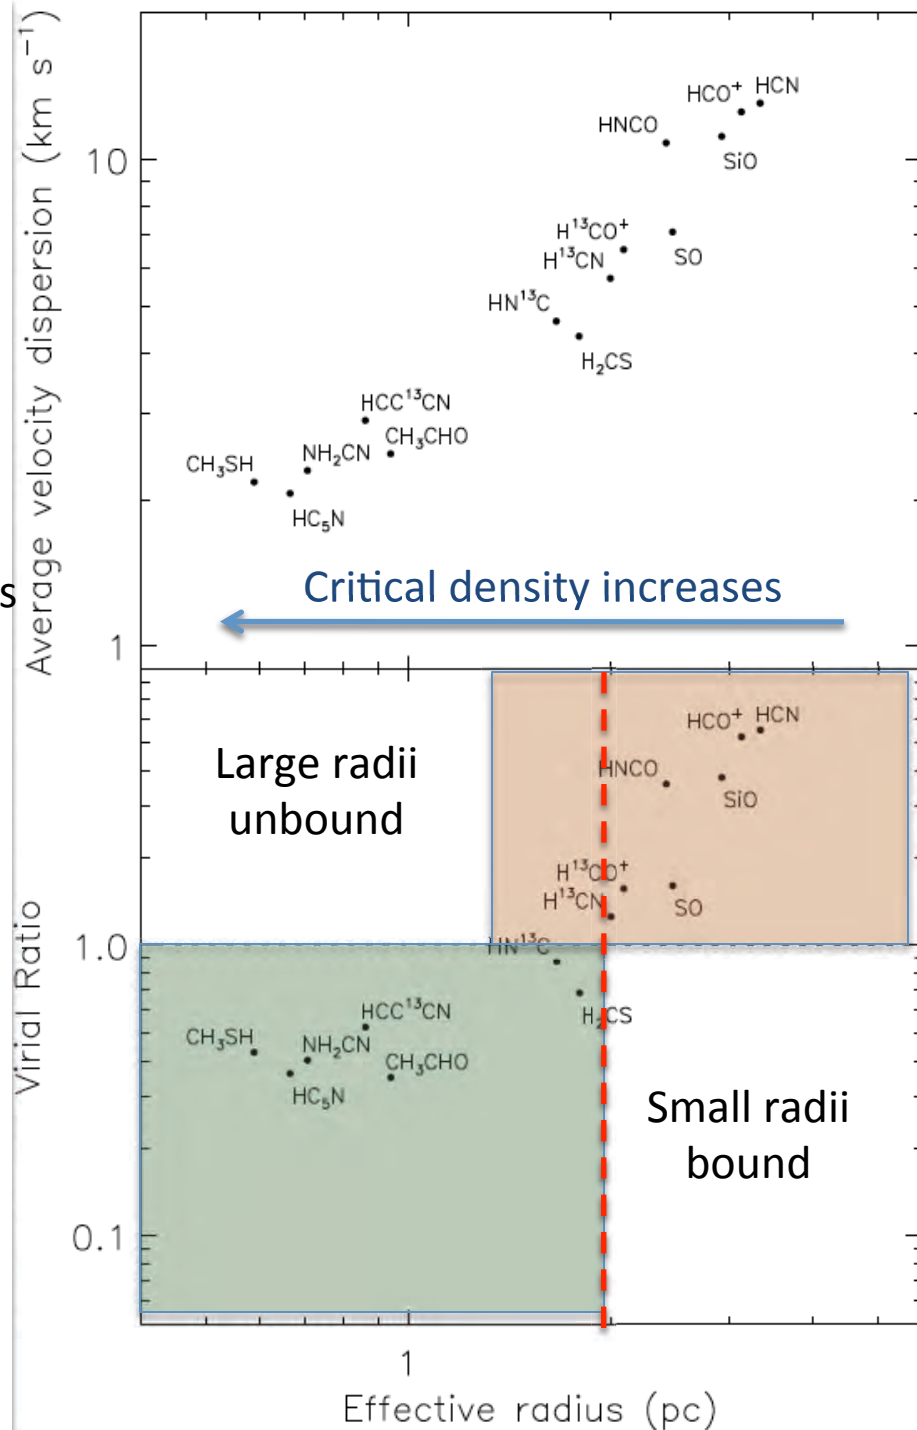 Average velocity dispersion (km s⁻¹)
10
HCO⁺ HCN
HNCO
SiO
H¹³CO⁺
H¹³CN
SO
HN¹³C
H₂CS
HCC¹³CN
CH₃CHO
CH₃SH
NH₂CN
HC₅N
s
Critical density increases
1
Virial Ratio
Large radii
unbound
HCO⁺ HCN
HNCO
SiO
H¹³CO⁺
H¹³CN
SO
1.0
HN¹³C
H₂CS
HCC¹³CN
CH₃SH
NH₂CN
CH₃CHO
HC₅N
Small radii
bound
0.1
1
Effective radius (pc)